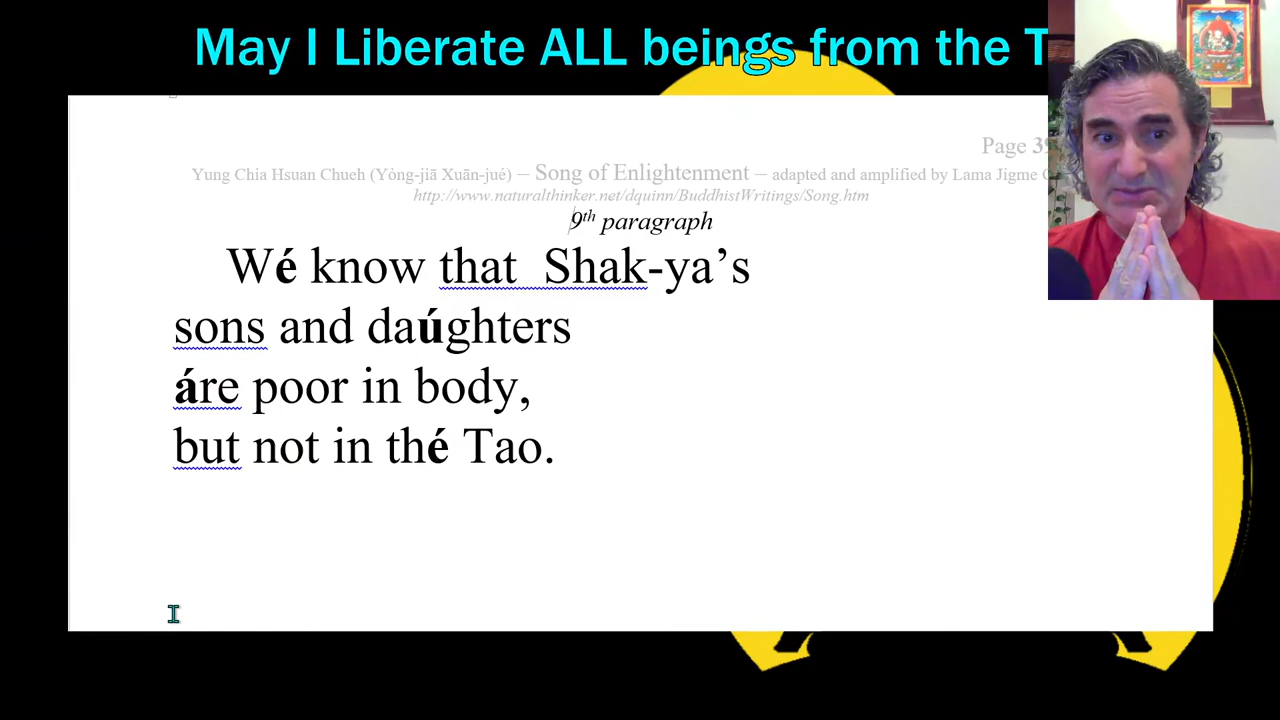 May I Liberate ALL beings from the T
Page 3
Yung Chia Hsuan Chueh (Yòng-jiā Xuān-jué) – Song of Enlightenment – adapted and amplified by Lama Jigme
http://www.naturalthinker.net/dquinn/BuddhistWritings/Song.htm
9th paragraph
Wé know that Shak-ya’s
sons and daúghters
áre poor in body,
but not in thé Tao.